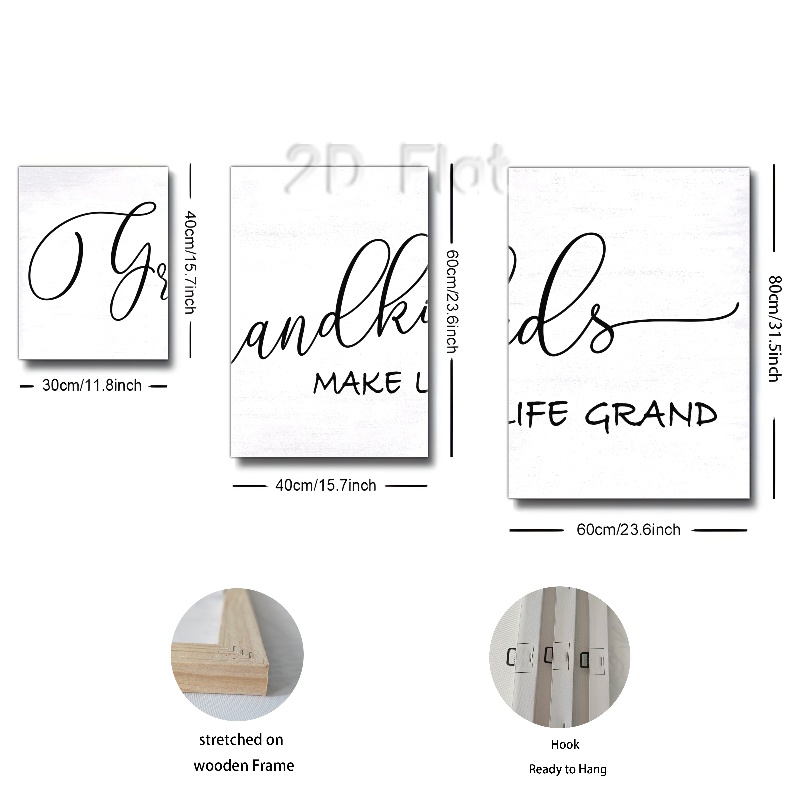 2D Flat
Gr
andki
ds
MAKE L
IFE GRAND
40cm/15.7inch
60cm/23.6inch
80cm/31.5inch
30cm/11.8inch
40cm/15.7inch
60cm/23.6inch
stretched on
wooden Frame
Hook
Ready to Hang